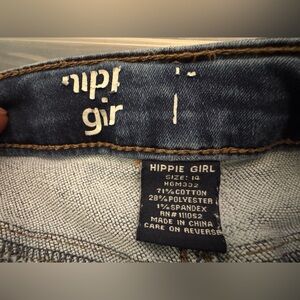 girl
HIPPIE GIRL
SIZE: 14
HGM332
71% COTTON
28% POLYESTER
1% SPANDEX
RN# 111052
MADE IN CHINA
CARE ON REVERSE